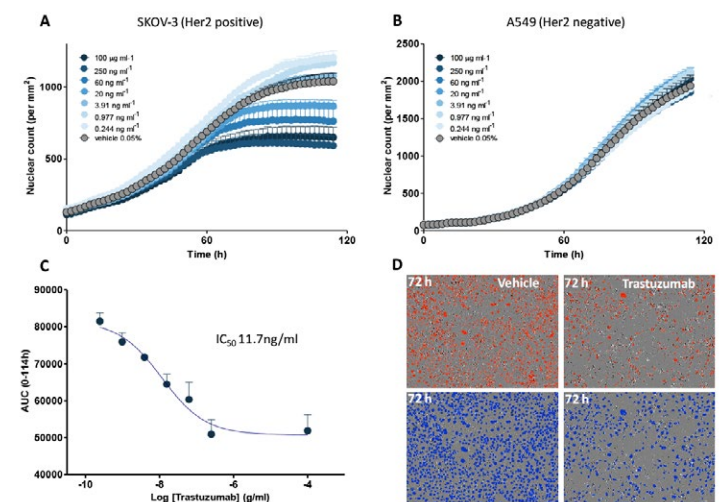 A
SKOV-3 (Her2 positive)
Nuclear count (per mm²)
1000
500
0
100 µg ml-1
250 ng ml⁻¹
60 ng ml⁻¹
20 ng ml⁻¹
3.91 ng ml⁻¹
0.977 ng ml⁻¹
0.244 ng ml⁻¹
vehicle 0.05%
0
60
120
Time (h)
B
A549 (Her2 negative)
Nuclear count (per mm²)
2500
2000
1500
1000
500
0
100 µg ml-1
250 ng ml⁻¹
60 ng ml⁻¹
20 ng ml⁻¹
3.91 ng ml⁻¹
0.977 ng ml⁻¹
0.244 ng ml⁻¹
vehicle 0.05%
0
60
120
Time (h)
C
AUC (0-114h)
90000
80000
70000
60000
50000
40000
IC₅₀ 11.7ng/ml
-10
-8
-6
-4
Log [Trastuzumab] (g/ml)
D
72 h
Vehicle
72 h
Trastuzumab
72h
72 h